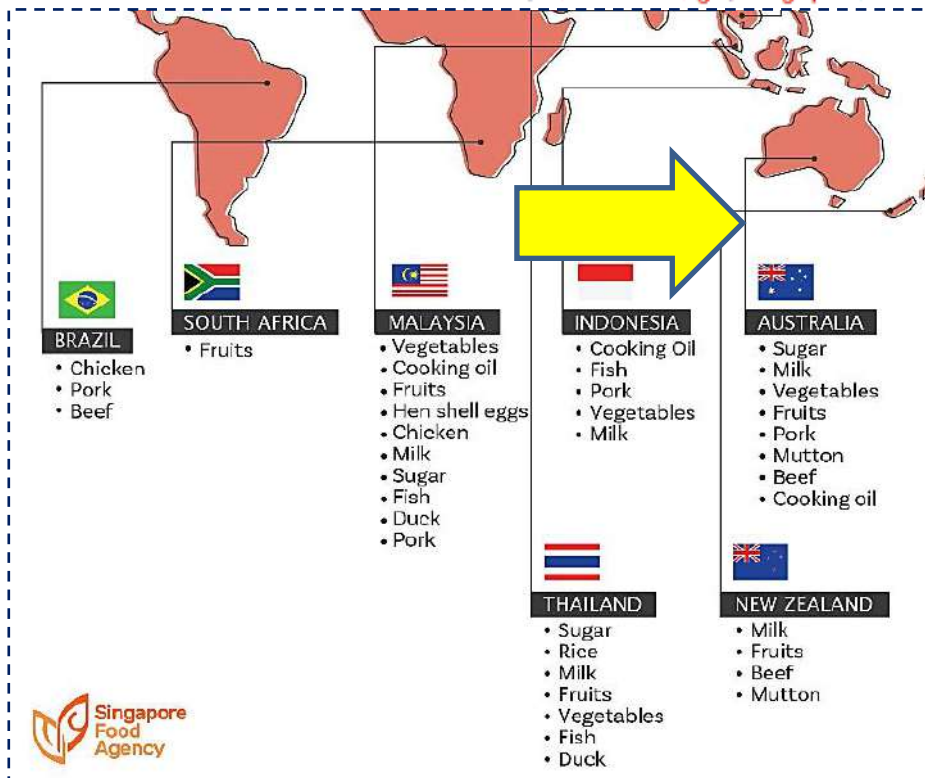 BRAZIL
• Chicken
• Pork
• Beef
SOUTH AFRICA
• Fruits
MALAYSIA
• Vegetables
• Cooking oil
• Fruits
• Hen shell eggs
• Chicken
• Milk
• Sugar
• Fish
• Duck
• Pork
INDONESIA
• Cooking Oil
• Fish
• Pork
• Vegetables
• Milk
AUSTRALIA
• Sugar
• Milk
• Vegetables
• Fruits
• Pork
• Mutton
• Beef
• Cooking oil
THAILAND
• Sugar
• Rice
• Milk
• Fruits
• Vegetables
• Fish
• Duck
NEW ZEALAND
• Milk
• Fruits
• Beef
• Mutton
Singapore
Food
Agency